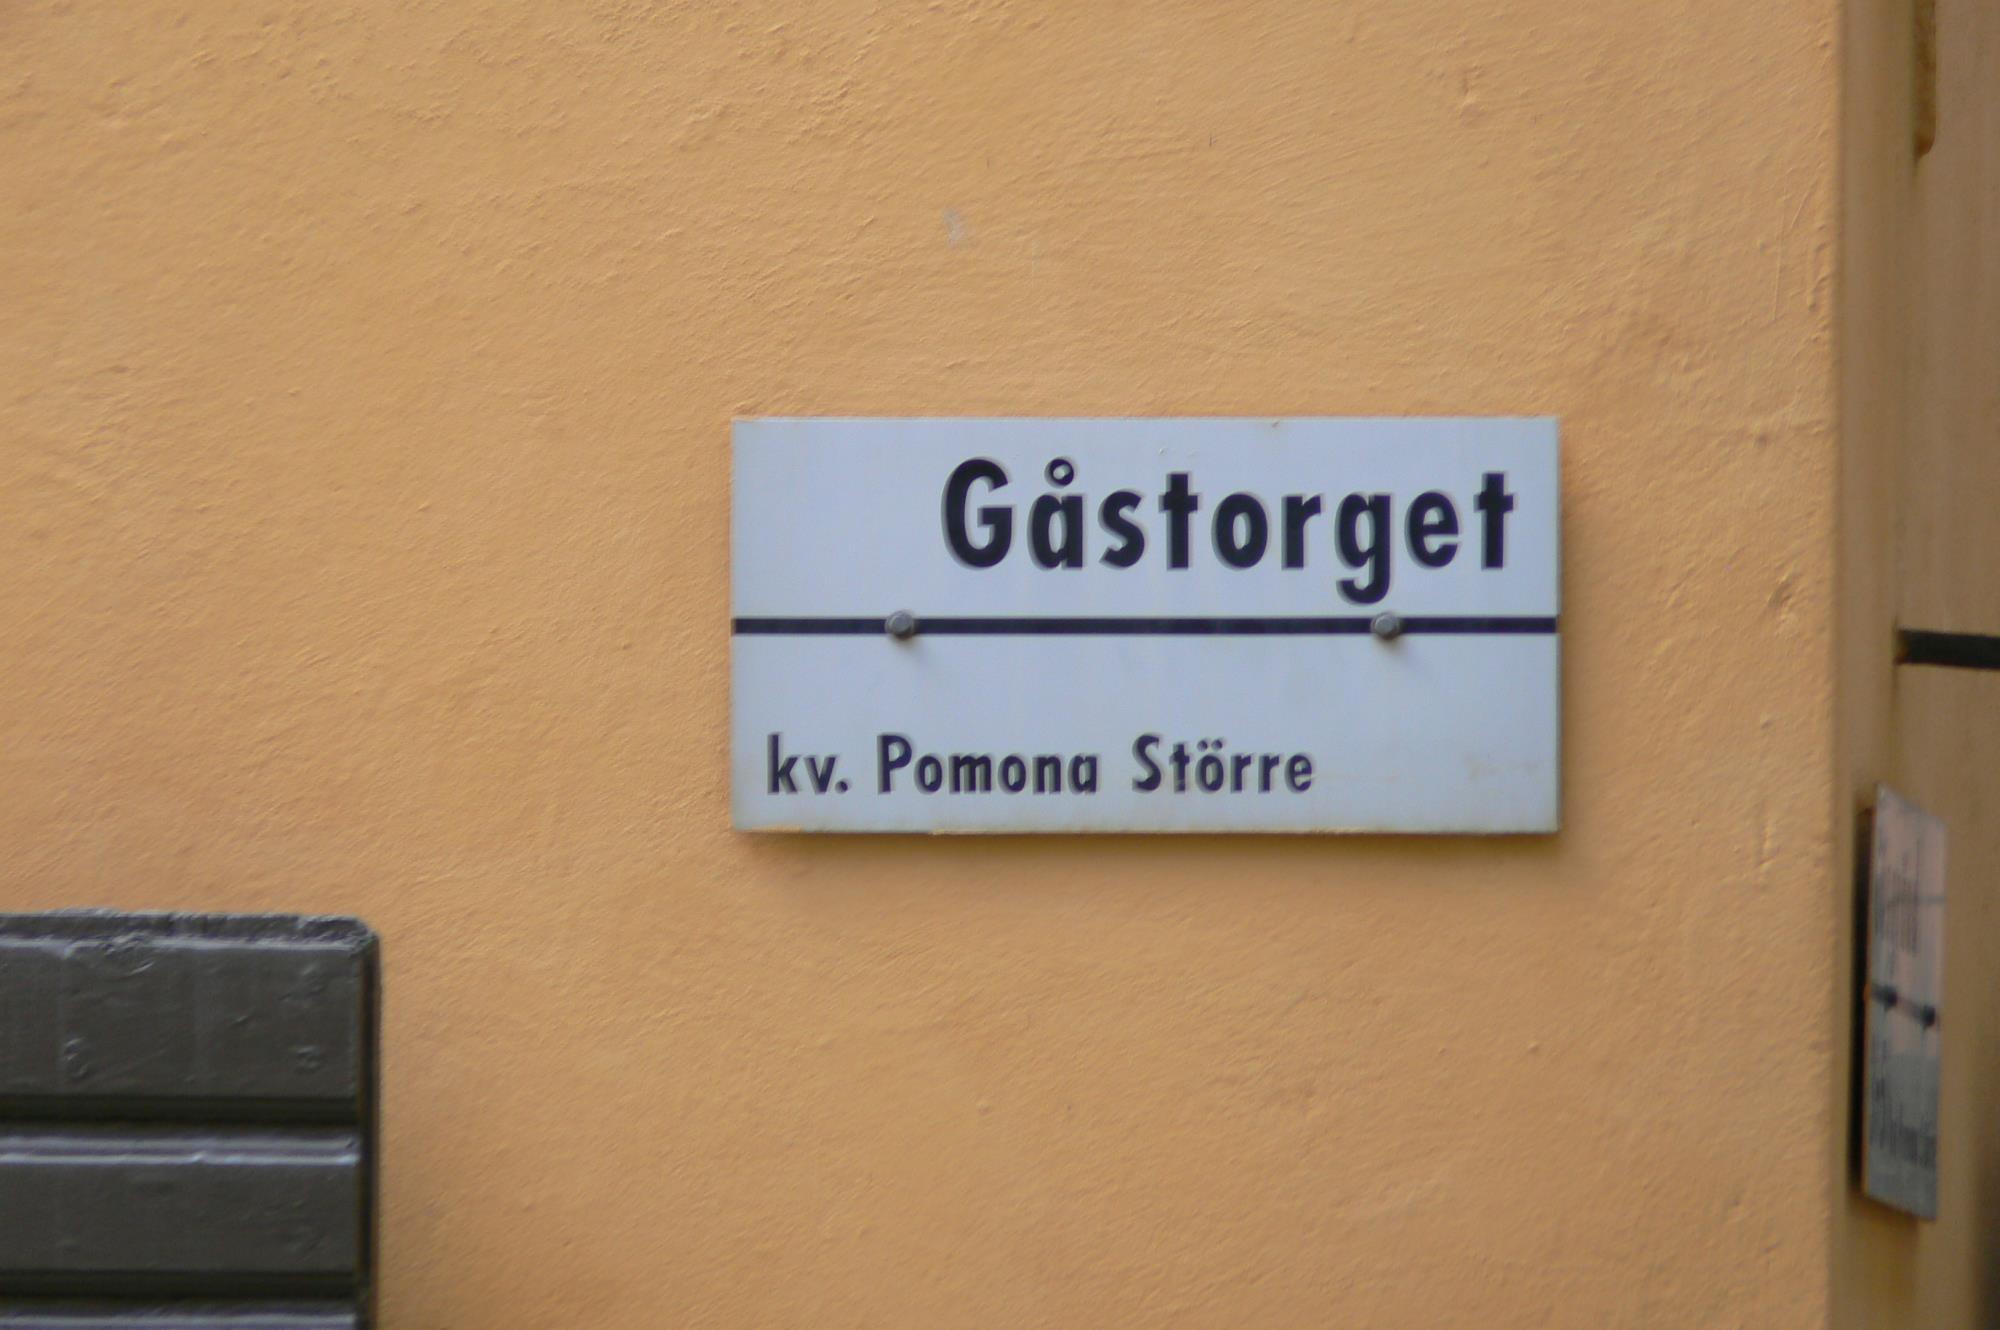 Gåstorget
kv. Pomona Större